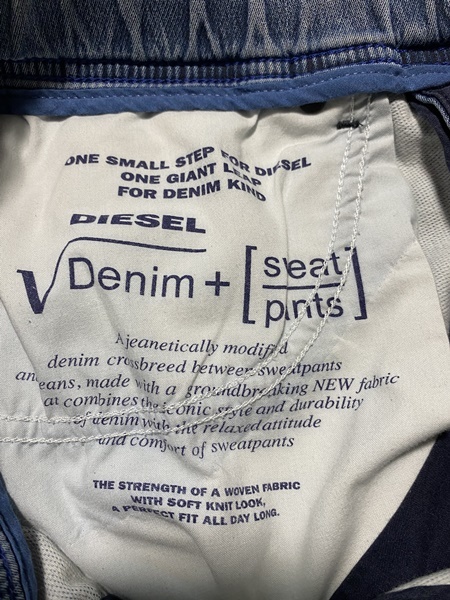 ONE SMALL STEP FOR DIESEL
ONE GIANT LEAP
FOR DENIM KIND
DIESEL
√Denim + [sweat
pants]
A jeanetically modified
denim crossbreed between sweatpants
and jeans, made with a groundbreaking NEW fabric
at combines the iconic style and durability
of denim with the relaxed attitude
and comfort of sweatpants
THE STRENGTH OF A WOVEN FABRIC
WITH SOFT KNIT LOOK,
A PERFECT FIT ALL DAY LONG.